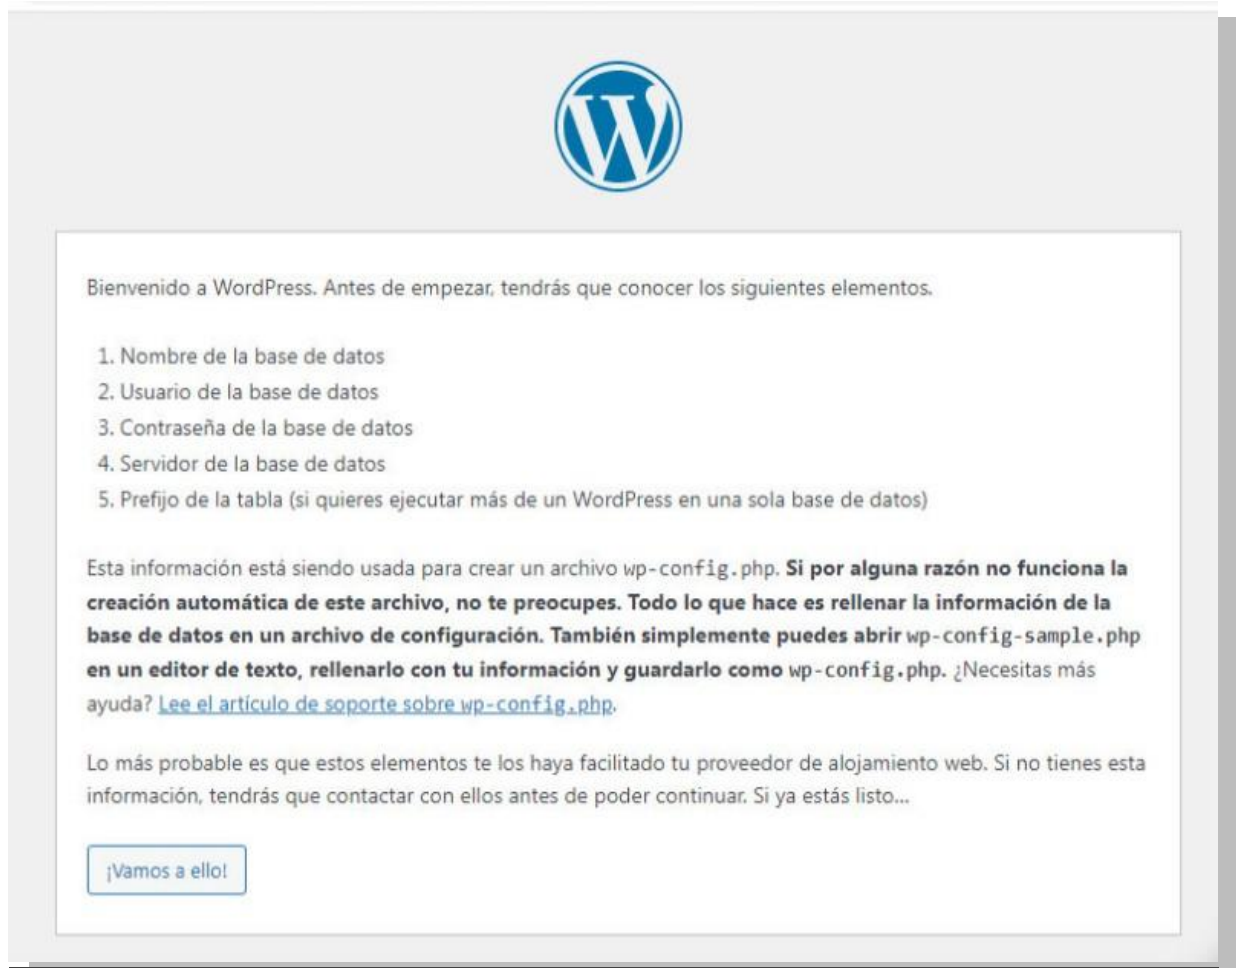 Bienvenido a WordPress. Antes de empezar, tendrás que conocer los siguientes elementos.
1. Nombre de la base de datos
2. Usuario de la base de datos
3. Contraseña de la base de datos
4. Servidor de la base de datos
5. Prefijo de la tabla (si quieres ejecutar más de un WordPress en una sola base de datos)
Esta información está siendo usada para crear un archivo wp-config.php. Si por alguna razón no funciona la
creación automática de este archivo, no te preocupes. Todo lo que hace es rellenar la información de la
base de datos en un archivo de configuración. También simplemente puedes abrir wp-config-sample.php
en un editor de texto, rellenarlo con tu información y guardarlo como wp-config.php. ¿Necesitas más
ayuda? Lee el artículo de soporte sobre wp-config.php.
Lo más probable es que estos elementos te los haya facilitado tu proveedor de alojamiento web. Si no tienes esta
información, tendrás que contactar con ellos antes de poder continuar. Si ya estás listo...
¡Vamos a ello!